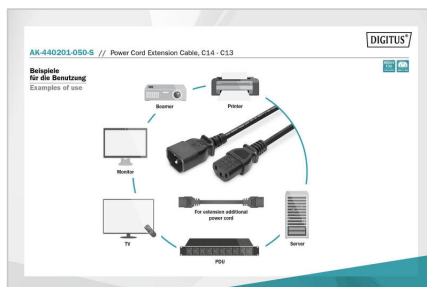 DIGITUS®
AK-440201-050-S // Power Cord Extension Cable, C14 - C13
Beispiele
für die Benutzung
Examples of use
Beamer
Printer
Monitor
For extension additional
power cord
TV
Server
PDU